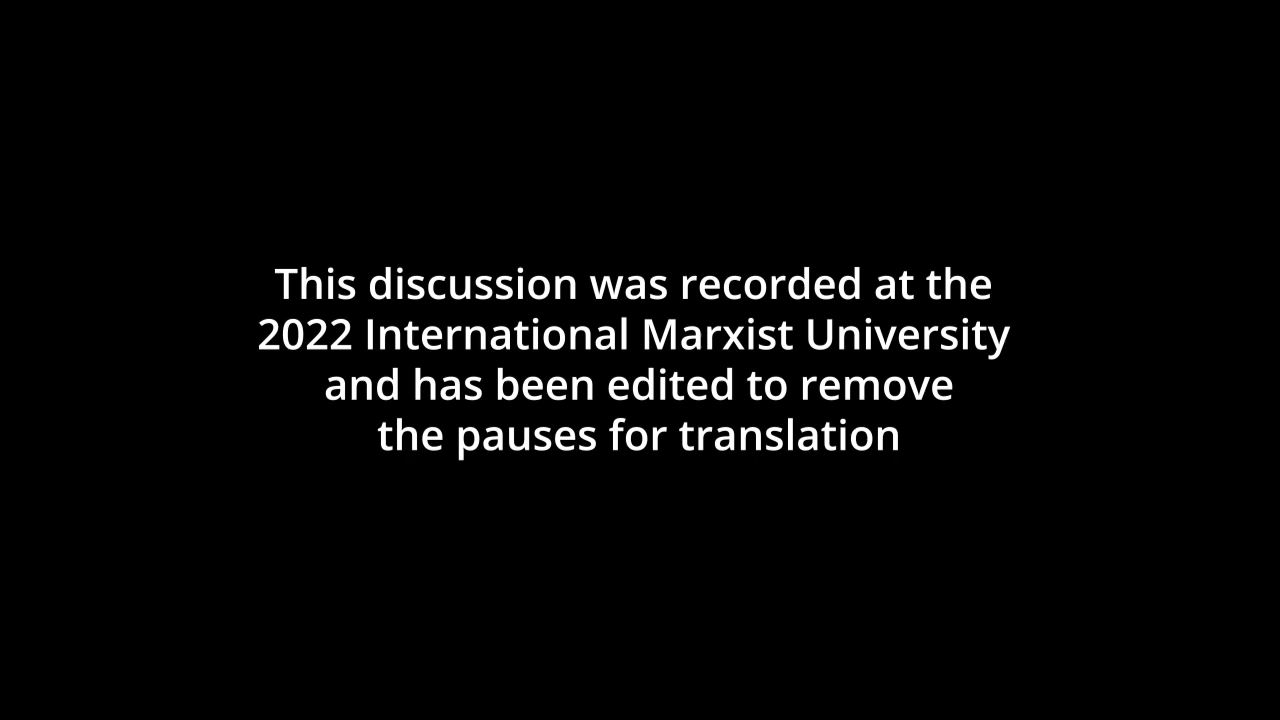 This discussion was recorded at the
2022 International Marxist University
and has been edited to remove
the pauses for translation